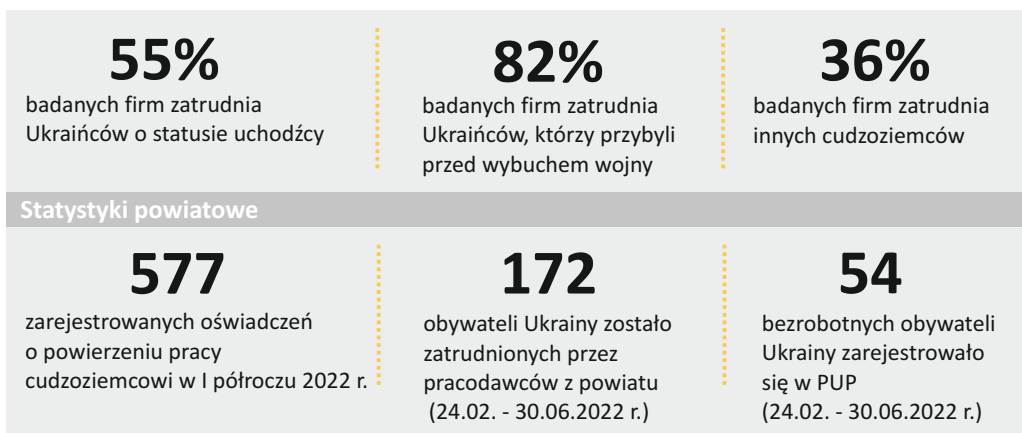 55%
badanych firm zatrudnia
Ukraińców o statusie uchodźcy
82%
badanych firm zatrudnia
Ukraińców, którzy przybyli
przed wybuchem wojny
36%
badanych firm zatrudnia
innych cudzoziemców
Statystyki powiatowe
577
zarejestrowanych oświadczeń
o powierzeniu pracy
cudzoziemcowi w I półroczu 2022 r.
172
obywateli Ukrainy zostało
zatrudnionych przez
pracodawców z powiatu
(24.02. - 30.06.2022 r.)
54
bezrobotnych obywateli
Ukrainy zarejestrowało
się w PUP
(24.02. - 30.06.2022 r.)